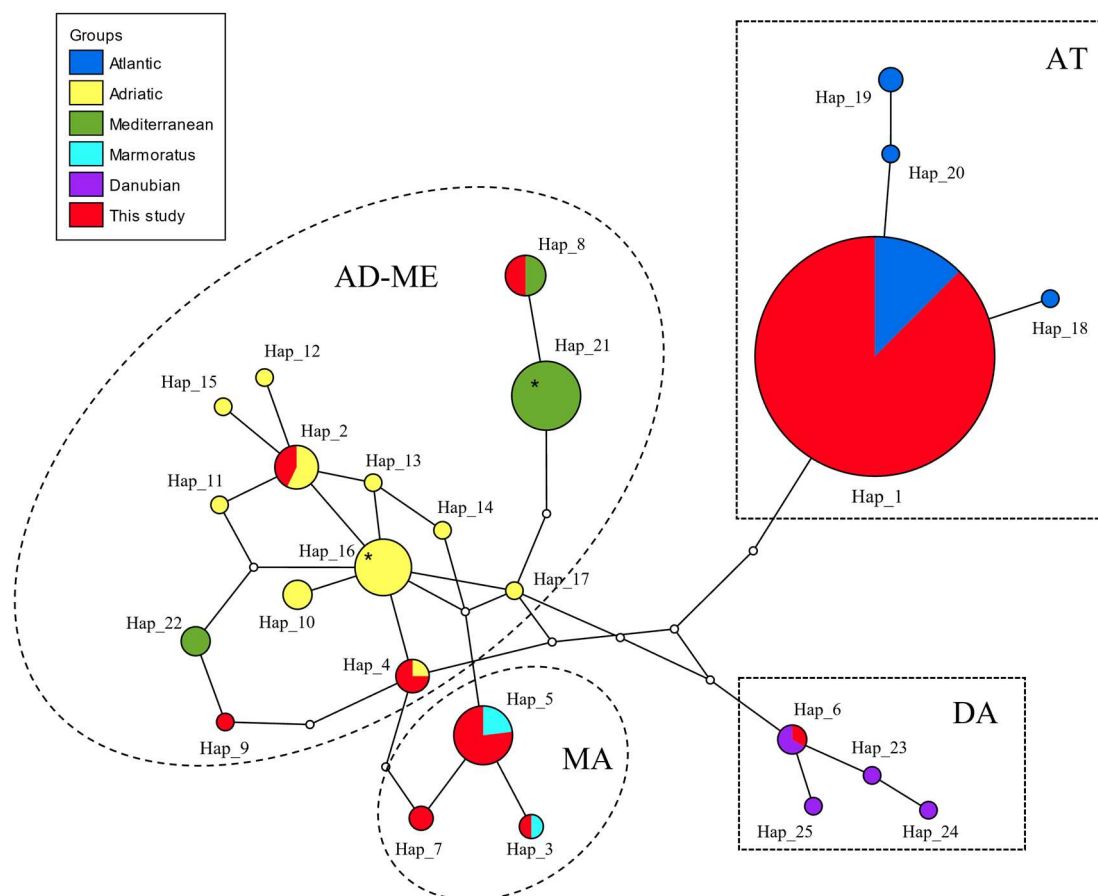 Groups
Atlantic
Adriatic
Mediterranean
Marmoratus
Danubian
This study
AT
Hap_19
Hap_20
Hap_18
Hap_1
AD-ME
Hap_8
Hap_21
*
Hap_12
Hap_15
Hap_2
Hap_13
Hap_11
Hap_14
Hap_16
*
Hap_17
Hap_10
Hap_22
Hap_4
Hap_9
Hap_5
MA
Hap_7
Hap_3
DA
Hap_6
Hap_23
Hap_25
Hap_24